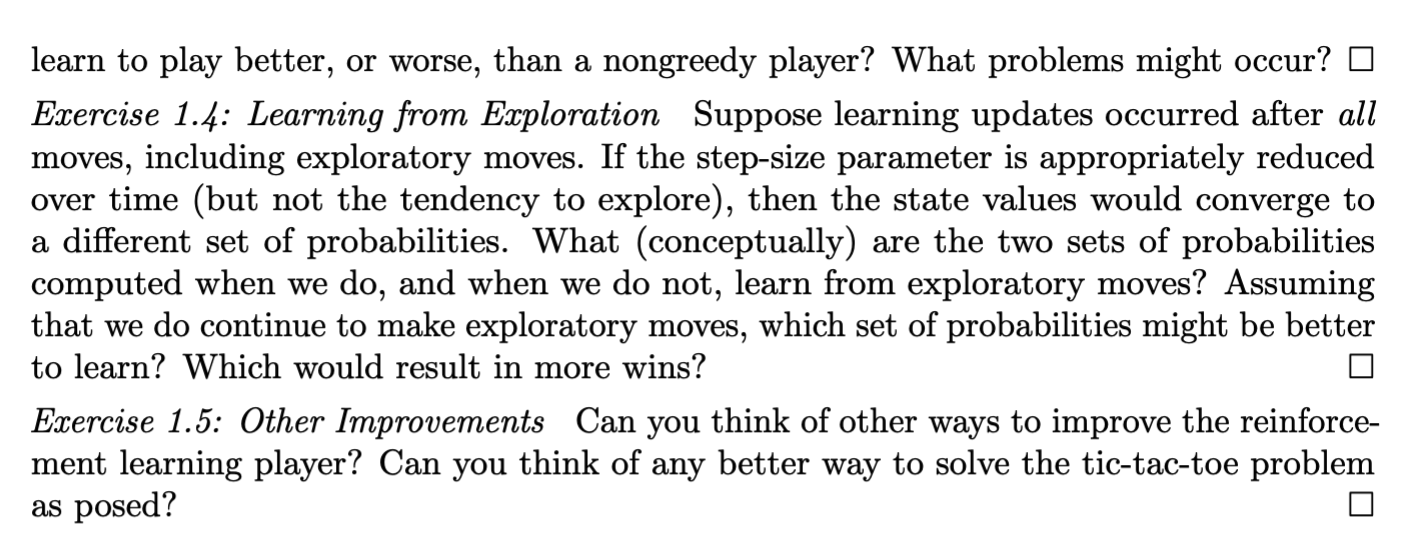 learn to play better, or worse, than a nongreedy player? What problems might occur? □
Exercise 1.4: Learning from Exploration Suppose learning updates occurred after all
moves, including exploratory moves. If the step-size parameter is appropriately reduced
over time (but not the tendency to explore), then the state values would converge to
a different set of probabilities. What (conceptually) are the two sets of probabilities
computed when we do, and when we do not, learn from exploratory moves? Assuming
that we do continue to make exploratory moves, which set of probabilities might be better
to learn? Which would result in more wins? □
Exercise 1.5: Other Improvements Can you think of other ways to improve the reinforce-
ment learning player? Can you think of any better way to solve the tic-tac-toe problem
as posed? □